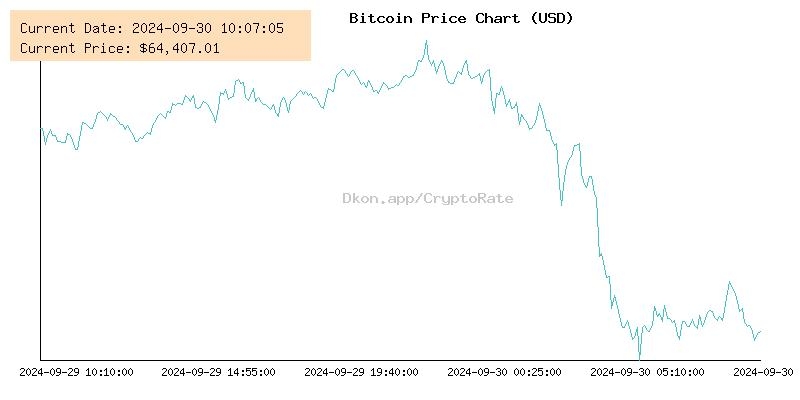 Bitcoin Price Chart (USD)
Current Date: 2024-09-30 10:07:05
Current Price: $64,407.01
Dkon.app/CryptoRate
2024-09-29 10:10:00 2024-09-29 14:55:00 2024-09-29 19:40:00 2024-09-30 00:25:00 2024-09-30 05:10:00 2024-09-30